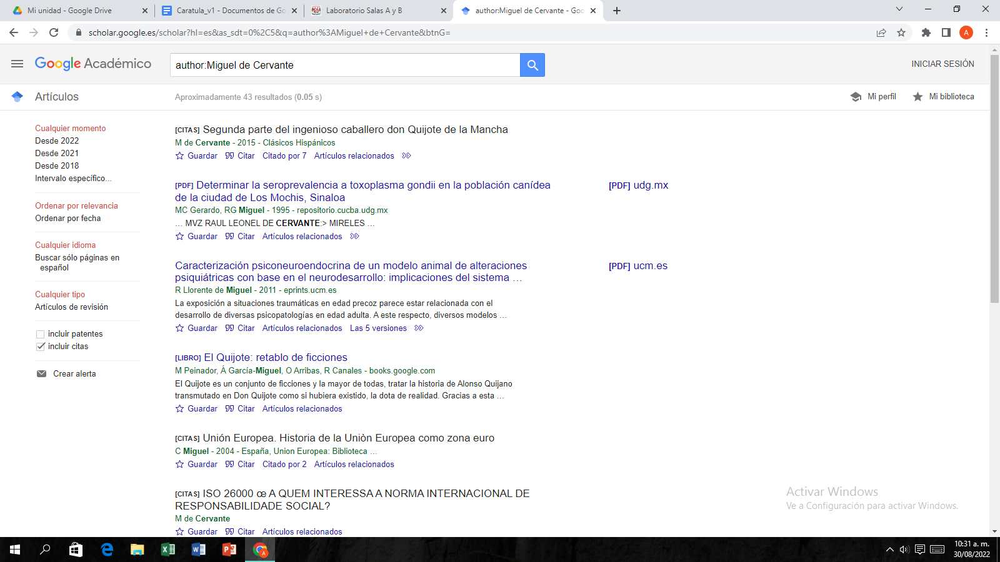 Mi unidad - Google Drive
Caratula_v1 - Documentos de Go
Laboratorio Salas A y B
author:Miguel de Cervante - Goo
scholar.google.es/scholar?hl=es&as_sdt=0%2C5&q=author%3AMiguel+de+Cervante&btnG=
A
Google Académico
author:Miguel de Cervante
INICIAR SESIÓN
Artículos
Aproximadamente 43 resultados (0.05 s)
Mi perfil
Mi biblioteca
Cualquier momento
Desde 2022
Desde 2021
Desde 2018
Intervalo específico...
Ordenar por relevancia
Ordenar por fecha
Cualquier idioma
Buscar sólo páginas en
español
Cualquier tipo
Artículos de revisión
incluir patentes
incluir citas
Crear alerta
[CITAS] Segunda parte del ingenioso caballero don Quijote de la Mancha
M de Cervante - 2015 - Clásicos Hispánicos
Guardar Citar Citado por 7 Artículos relacionados
[PDF] Determinar la seroprevalencia a toxoplasma gondii en la población canídea
de la ciudad de Los Mochis, Sinaloa
MC Gerardo, RG Miguel - 1995 - repositorio.cucba.udg.mx
… MVZ RAUL LEONEL DE CERVANTE:> MIRELES …
Guardar Citar Artículos relacionados
[PDF] udg.mx
Caracterización psiconeuroendocrina de un modelo animal de alteraciones
psiquiátricas con base en el neurodesarrollo: implicaciones del sistema …
R Llorente de Miguel - 2011 - eprints.ucm.es
La exposición a situaciones traumáticas en edad precoz parece estar relacionada con el
desarrollo de diversas psicopatologías en edad adulta. A este respecto, diversos modelos …
Guardar Citar Artículos relacionados Las 5 versiones
[PDF] ucm.es
[LIBRO] El Quijote: retablo de ficciones
M Peinador, Á García-Miguel, O Arribas, R Canales - books.google.com
El Quijote es un conjunto de ficciones y la mayor de todas, tratar la historia de Alonso Quijano
transmutado en Don Quijote como si hubiera existido, la dota de realidad. Gracias a esta …
Guardar Citar Artículos relacionados
[CITAS] Unión Europea. Historia de la Uniòn Europea como zona euro
C Miguel - 2004 - España, Union Europea: Biblioteca …
Guardar Citar Citado por 2 Artículos relacionados
[CITAS] ISO 26000 œ A QUEM INTERESSA A NORMA INTERNACIONAL DE
RESPONSABILIDADE SOCIAL?
M de Cervante
Guardar Citar Artículos relacionados
Activar Windows
Ve a Configuración para activar Windows.
10:31 a. m.
30/08/2022